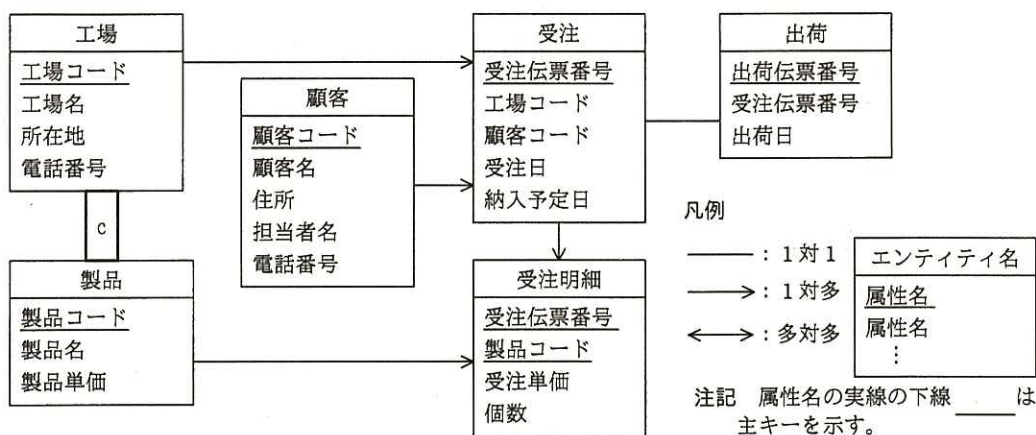 工場
工場コード
工場名
所在地
電話番号
顧客
顧客コード
顧客名
住所
担当者名
電話番号
受注
受注伝票番号
工場コード
顧客コード
受注日
納入予定日
出荷
出荷伝票番号
受注伝票番号
出荷日
c
製品
製品コード
製品名
製品単価
受注明細
受注伝票番号
製品コード
受注単価
個数
凡例
：1対1
：1対多
：多対多
エンティティ名
属性名
属性名
⋮
注記　属性名の実線の下線　　　は
主キーを示す。